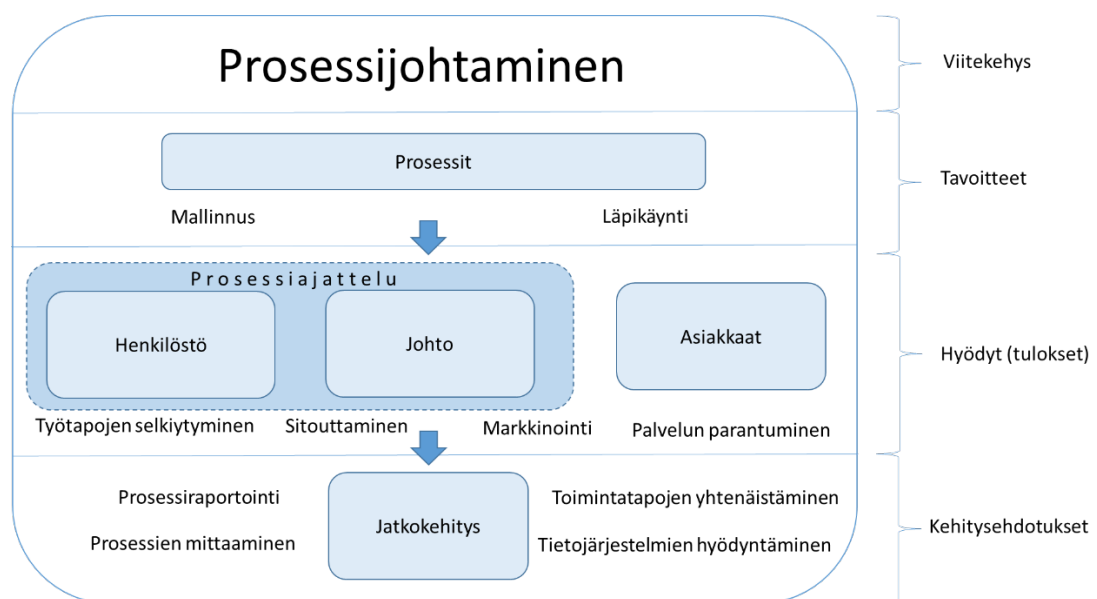 Prosessijohtaminen
Viitekehys
Prosessit
Tavoitteet
Mallinnus
Läpikäynti
Prosessiajattelu
Henkilöstö
Johto
Asiakkaat
Hyödyt (tulokset)
Työtapojen selkiytyminen
Sitouttaminen
Markkinointi
Palvelun parantuminen
Prosessiraportointi
Toimintatapojen yhtenäistäminen
Jatkokehitys
Kehitysehdotukset
Prosessien mittaaminen
Tietojärjestelmien hyödyntäminen